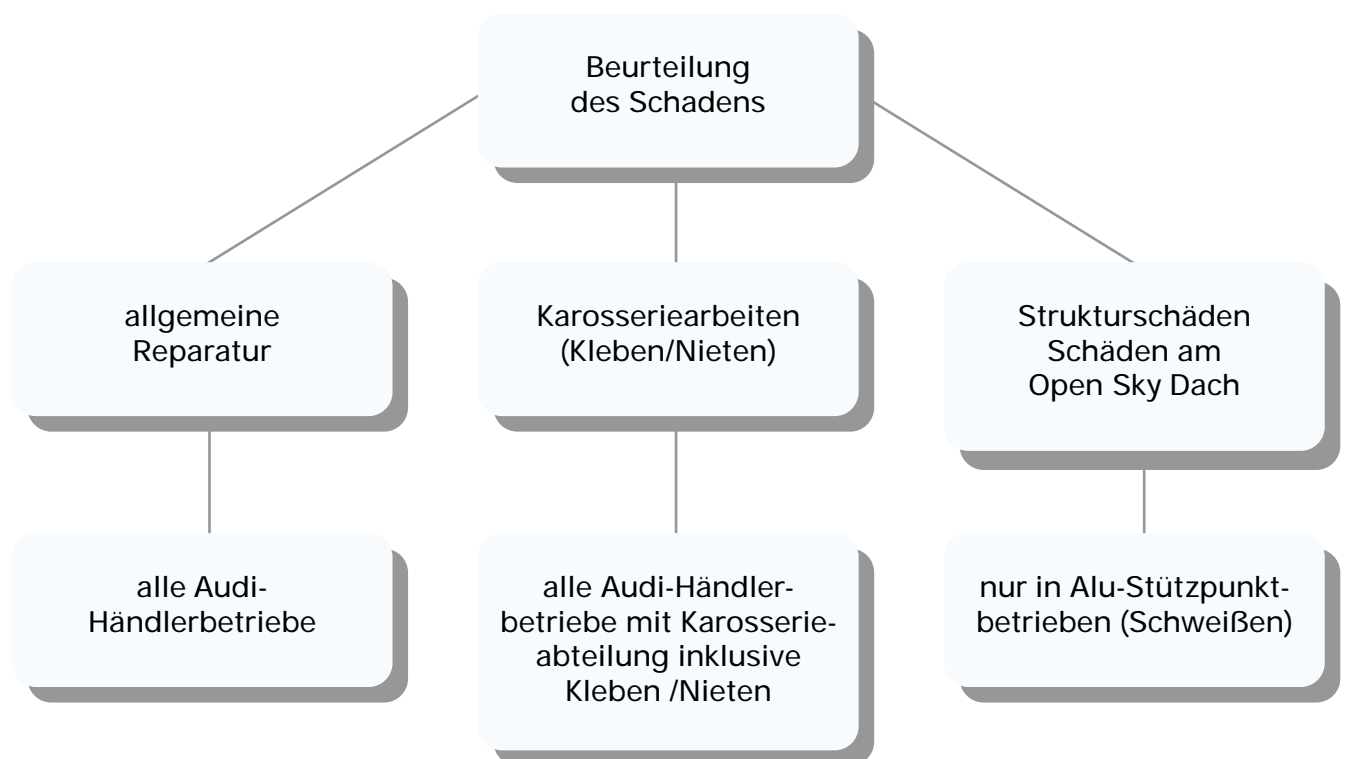 Beurteilung
des Schadens
allgemeine
Reparatur
Karosseriearbeiten
(Kleben/Nieten)
Strukturschäden
Schäden am
Open Sky Dach
alle Audi-
Händlerbetriebe
alle Audi-Händler-
betriebe mit Karosserie-
abteilung inklusive
Kleben /Nieten
nur in Alu-Stützpunkt-
betrieben (Schweißen)